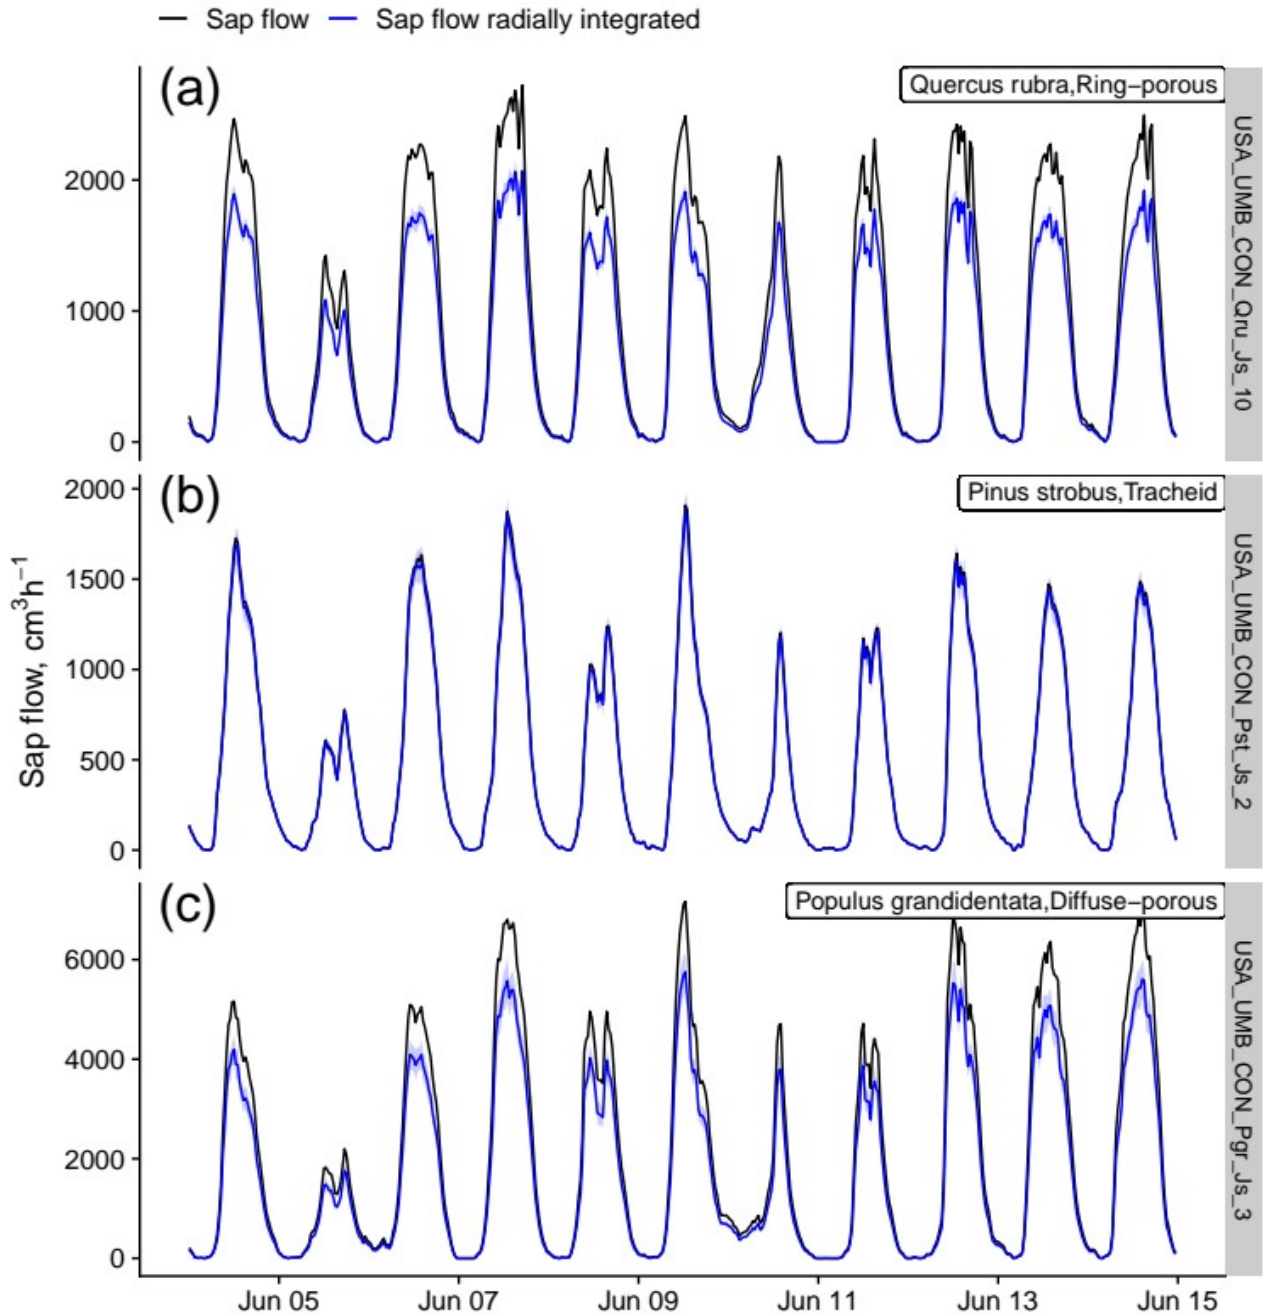 Sap flow Sap flow radially integrated
(a)
Quercus rubra,Ring−porous
USA_UMB_CON_Qru_Js_10
2000
1000
0
(b)
Pinus strobus,Tracheid
USA_UMB_CON_Pst_Js_2
2000
1500
1000
500
0
Sap flow, cm³h⁻¹
(c)
Populus grandidentata,Diffuse−porous
USA_UMB_CON_Pgr_Js_3
6000
4000
2000
0
Jun 05 Jun 07 Jun 09 Jun 11 Jun 13 Jun 15